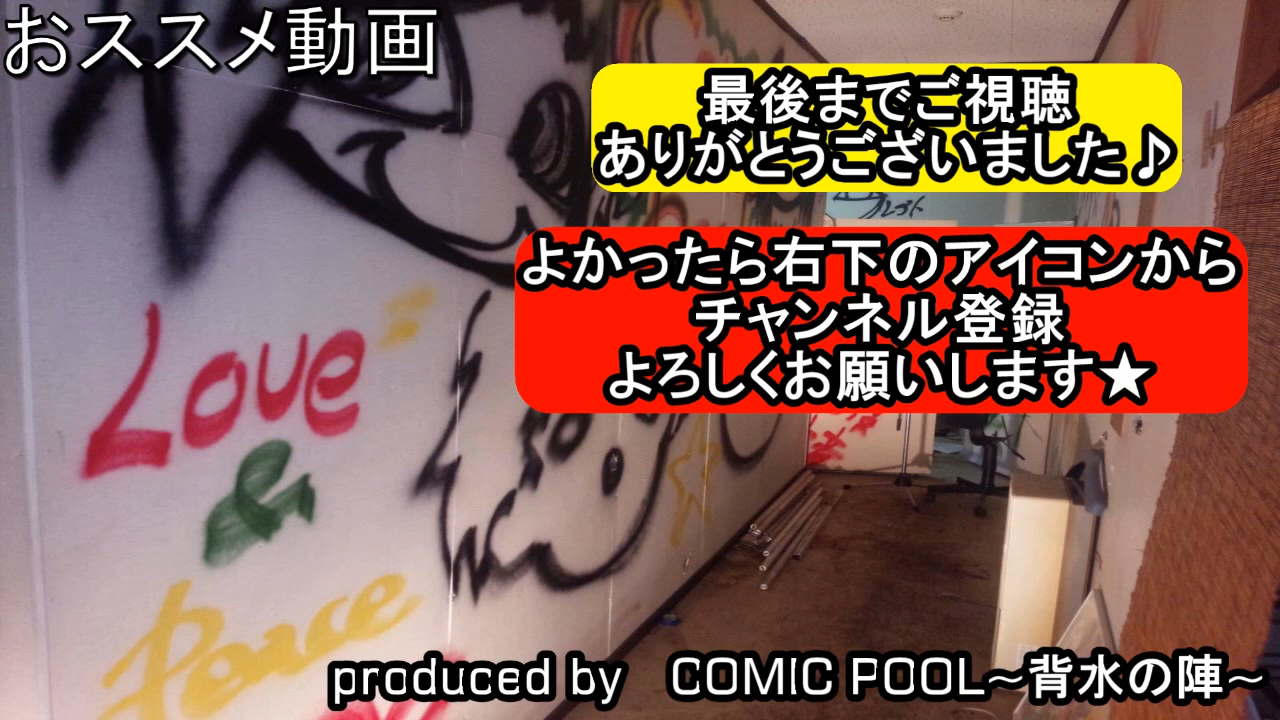 おススメ動画
最後までご視聴
ありがとうございました♪
よかったら右下のアイコンから
チャンネル登録
よろしくお願いします★
Love
&
Peace
produced by COMIC POOL~背水の陣~